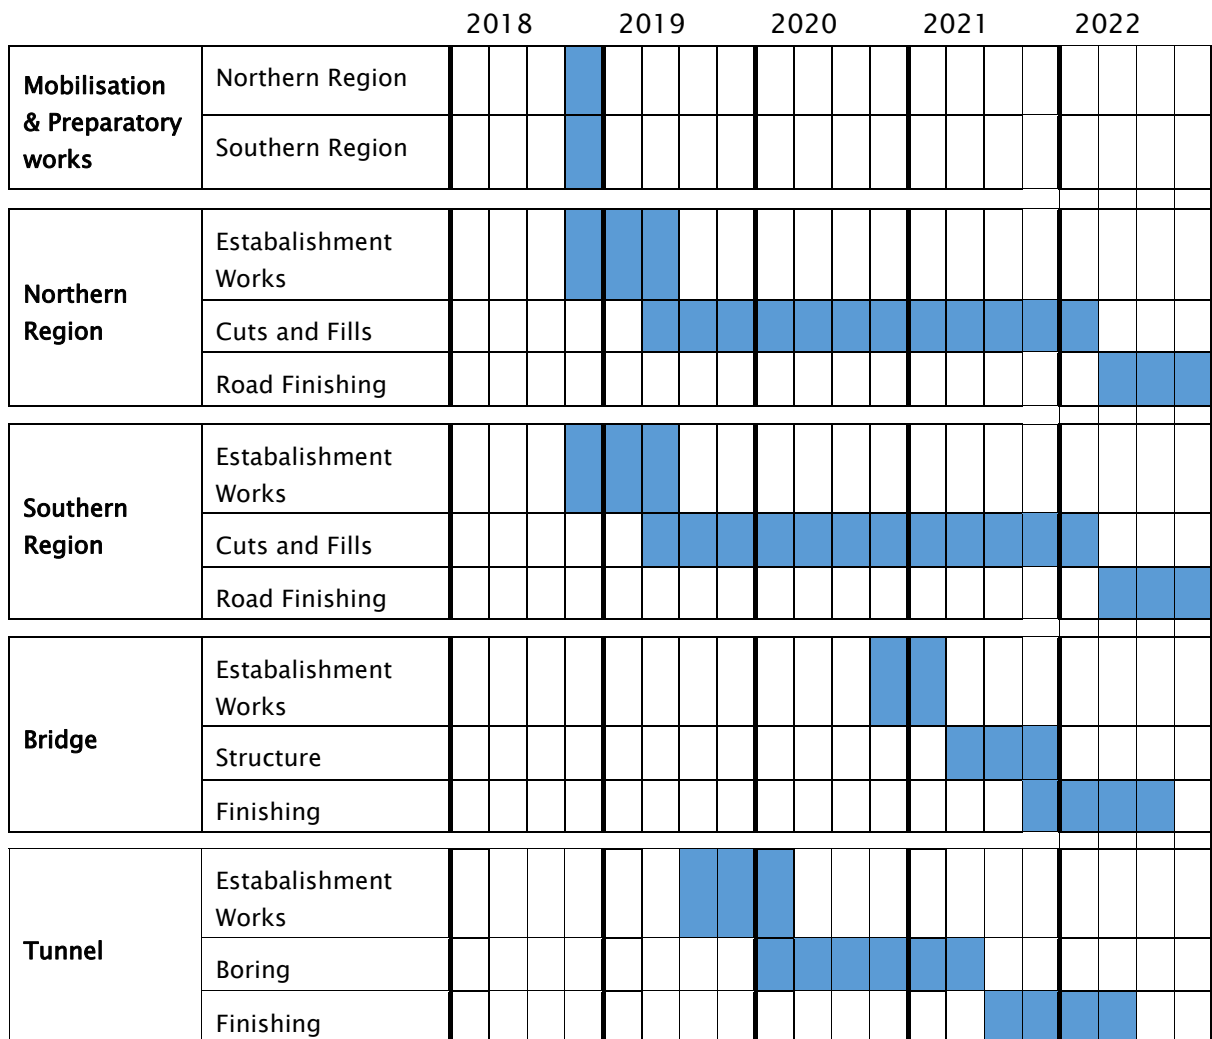 2018 2019 2020 2021 2022
Mobilisation
& Preparatory
works
Northern Region
Southern Region
Northern
Region
Estabalishment
Works
Cuts and Fills
Road Finishing
Southern
Region
Estabalishment
Works
Cuts and Fills
Road Finishing
Bridge
Estabalishment
Works
Structure
Finishing
Tunnel
Estabalishment
Works
Boring
Finishing